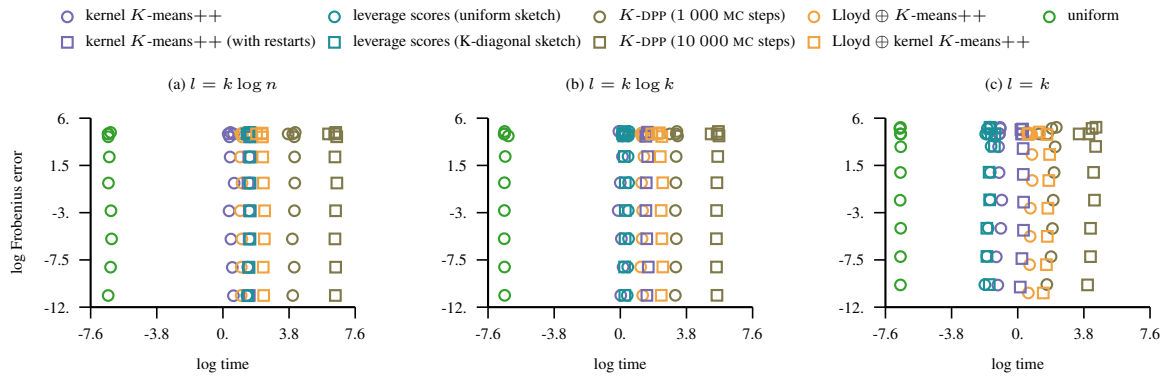 kernel K-means++ leverage scores (uniform sketch) K-DPP (1 000 MC steps) Lloyd ⊕ K-means++ uniform
kernel K-means++ (with restarts) leverage scores (K-diagonal sketch) K-DPP (10 000 MC steps) Lloyd ⊕ kernel K-means++
(a) l = k log n (b) l = k log k (c) l = k
log Frobenius error
6.
1.5
-3.
-7.5
-12.
-7.6 -3.8 0. 3.8 7.6
log time
6.
1.5
-3.
-7.5
-12.
-7.6 -3.8 0. 3.8 7.6
log time
6.
1.5
-3.
-7.5
-12.
-7.6 -3.8 0. 3.8 7.6
log time